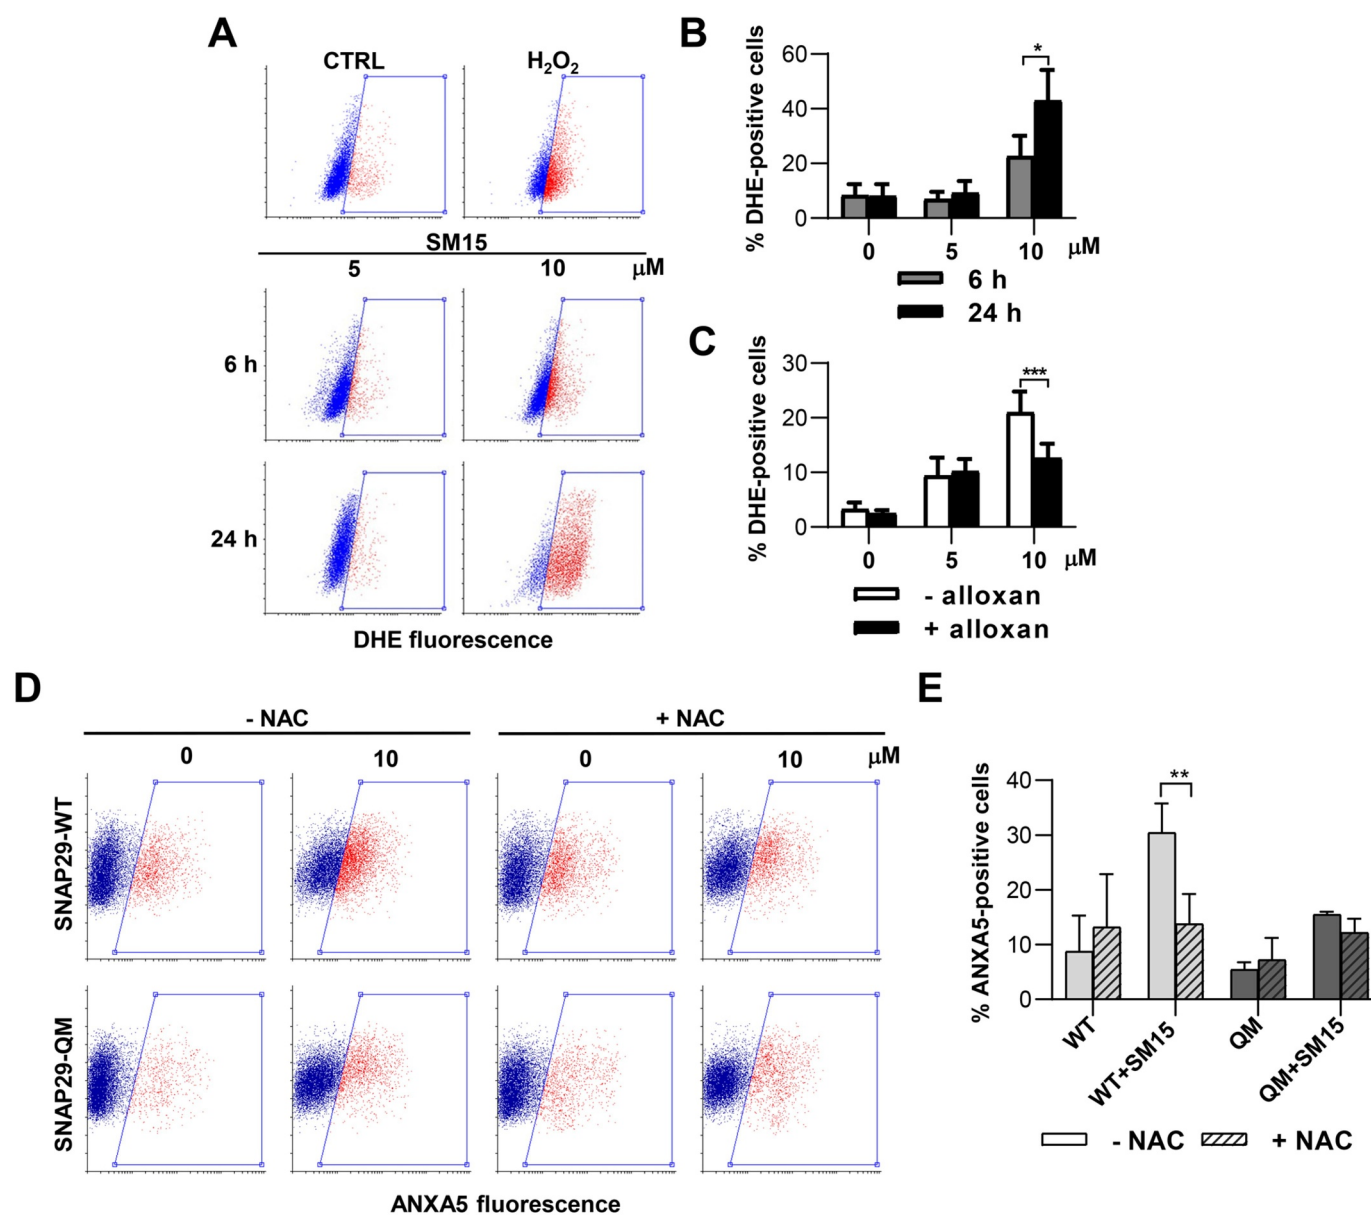 A
CTRL
H2O2
SM15
5
10
μM
6 h
24 h
DHE fluorescence
B
% DHE-positive cells
60
40
20
0
*
0
5
10
μM
6 h
24 h
C
% DHE-positive cells
30
20
10
0
***
0
5
10
μM
- alloxan
+ alloxan
D
- NAC
+ NAC
0
10
0
10
μM
SNAP29-WT
SNAP29-QM
ANXA5 fluorescence
E
% ANXA5-positive cells
40
30
20
10
0
**
WT
WT+SM15
QM
QM+SM15
- NAC
+ NAC